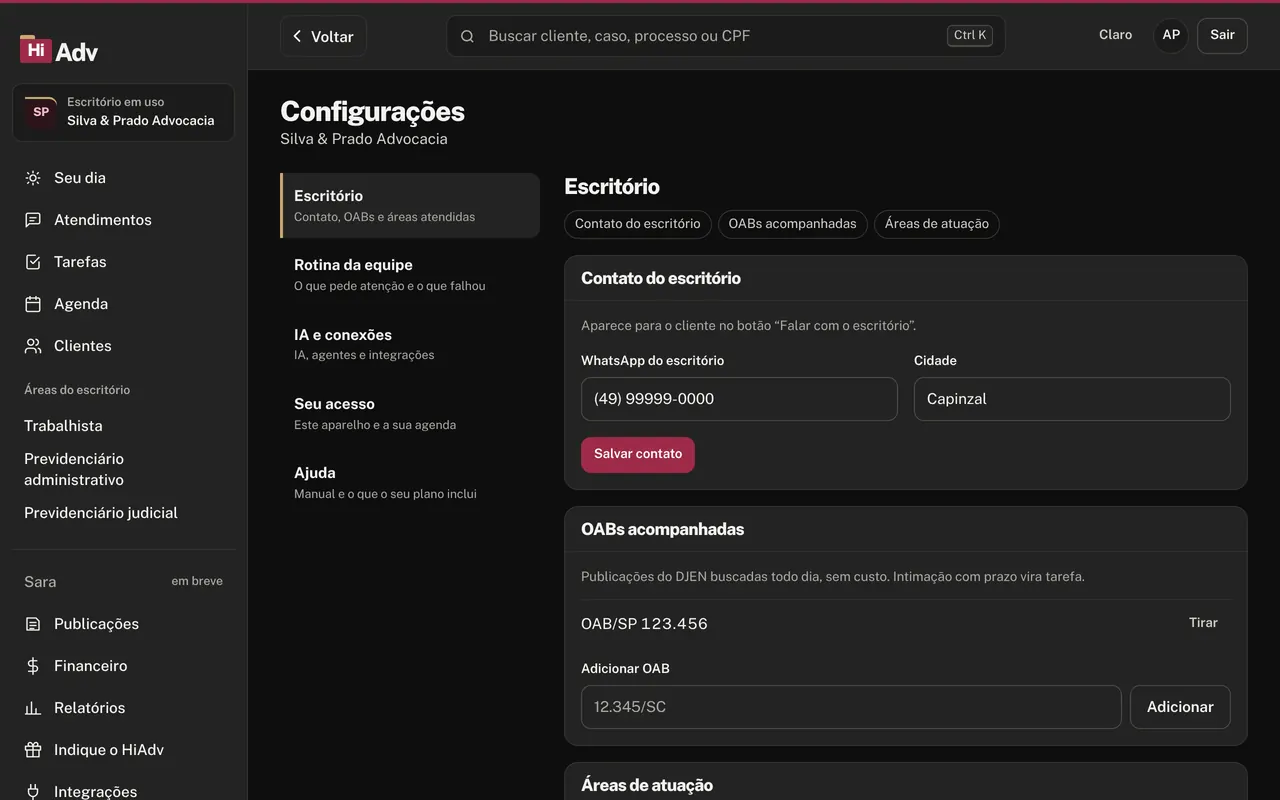 Hi Adv
Escritório em uso
SP
Silva & Prado Advocacia
Seu dia
Atendimentos
Tarefas
Agenda
Clientes
Áreas do escritório
Trabalhista
Previdenciário
administrativo
Previdenciário judicial
Sara
em breve
Publicações
Financeiro
Relatórios
Indique o HiAdv
Integrações
Voltar
Buscar cliente, caso, processo ou CPF
Ctrl K
Claro
AP
Sair
Configurações
Silva & Prado Advocacia
Escritório
Contato, OABs e áreas atendidas
Rotina da equipe
O que pede atenção e o que falhou
IA e conexões
IA, agentes e integrações
Seu acesso
Este aparelho e a sua agenda
Ajuda
Manual e o que o seu plano inclui
Escritório
Contato do escritório
OABs acompanhadas
Áreas de atuação
Contato do escritório
Aparece para o cliente no botão “Falar com o escritório”.
WhatsApp do escritório
(49) 99999-0000
Cidade
Capinzal
Salvar contato
OABs acompanhadas
Publicações do DJEN buscadas todo dia, sem custo. Intimação com prazo vira tarefa.
OAB/SP 123.456
Tirar
Adicionar OAB
12.345/SC
Adicionar
Áreas de atuação